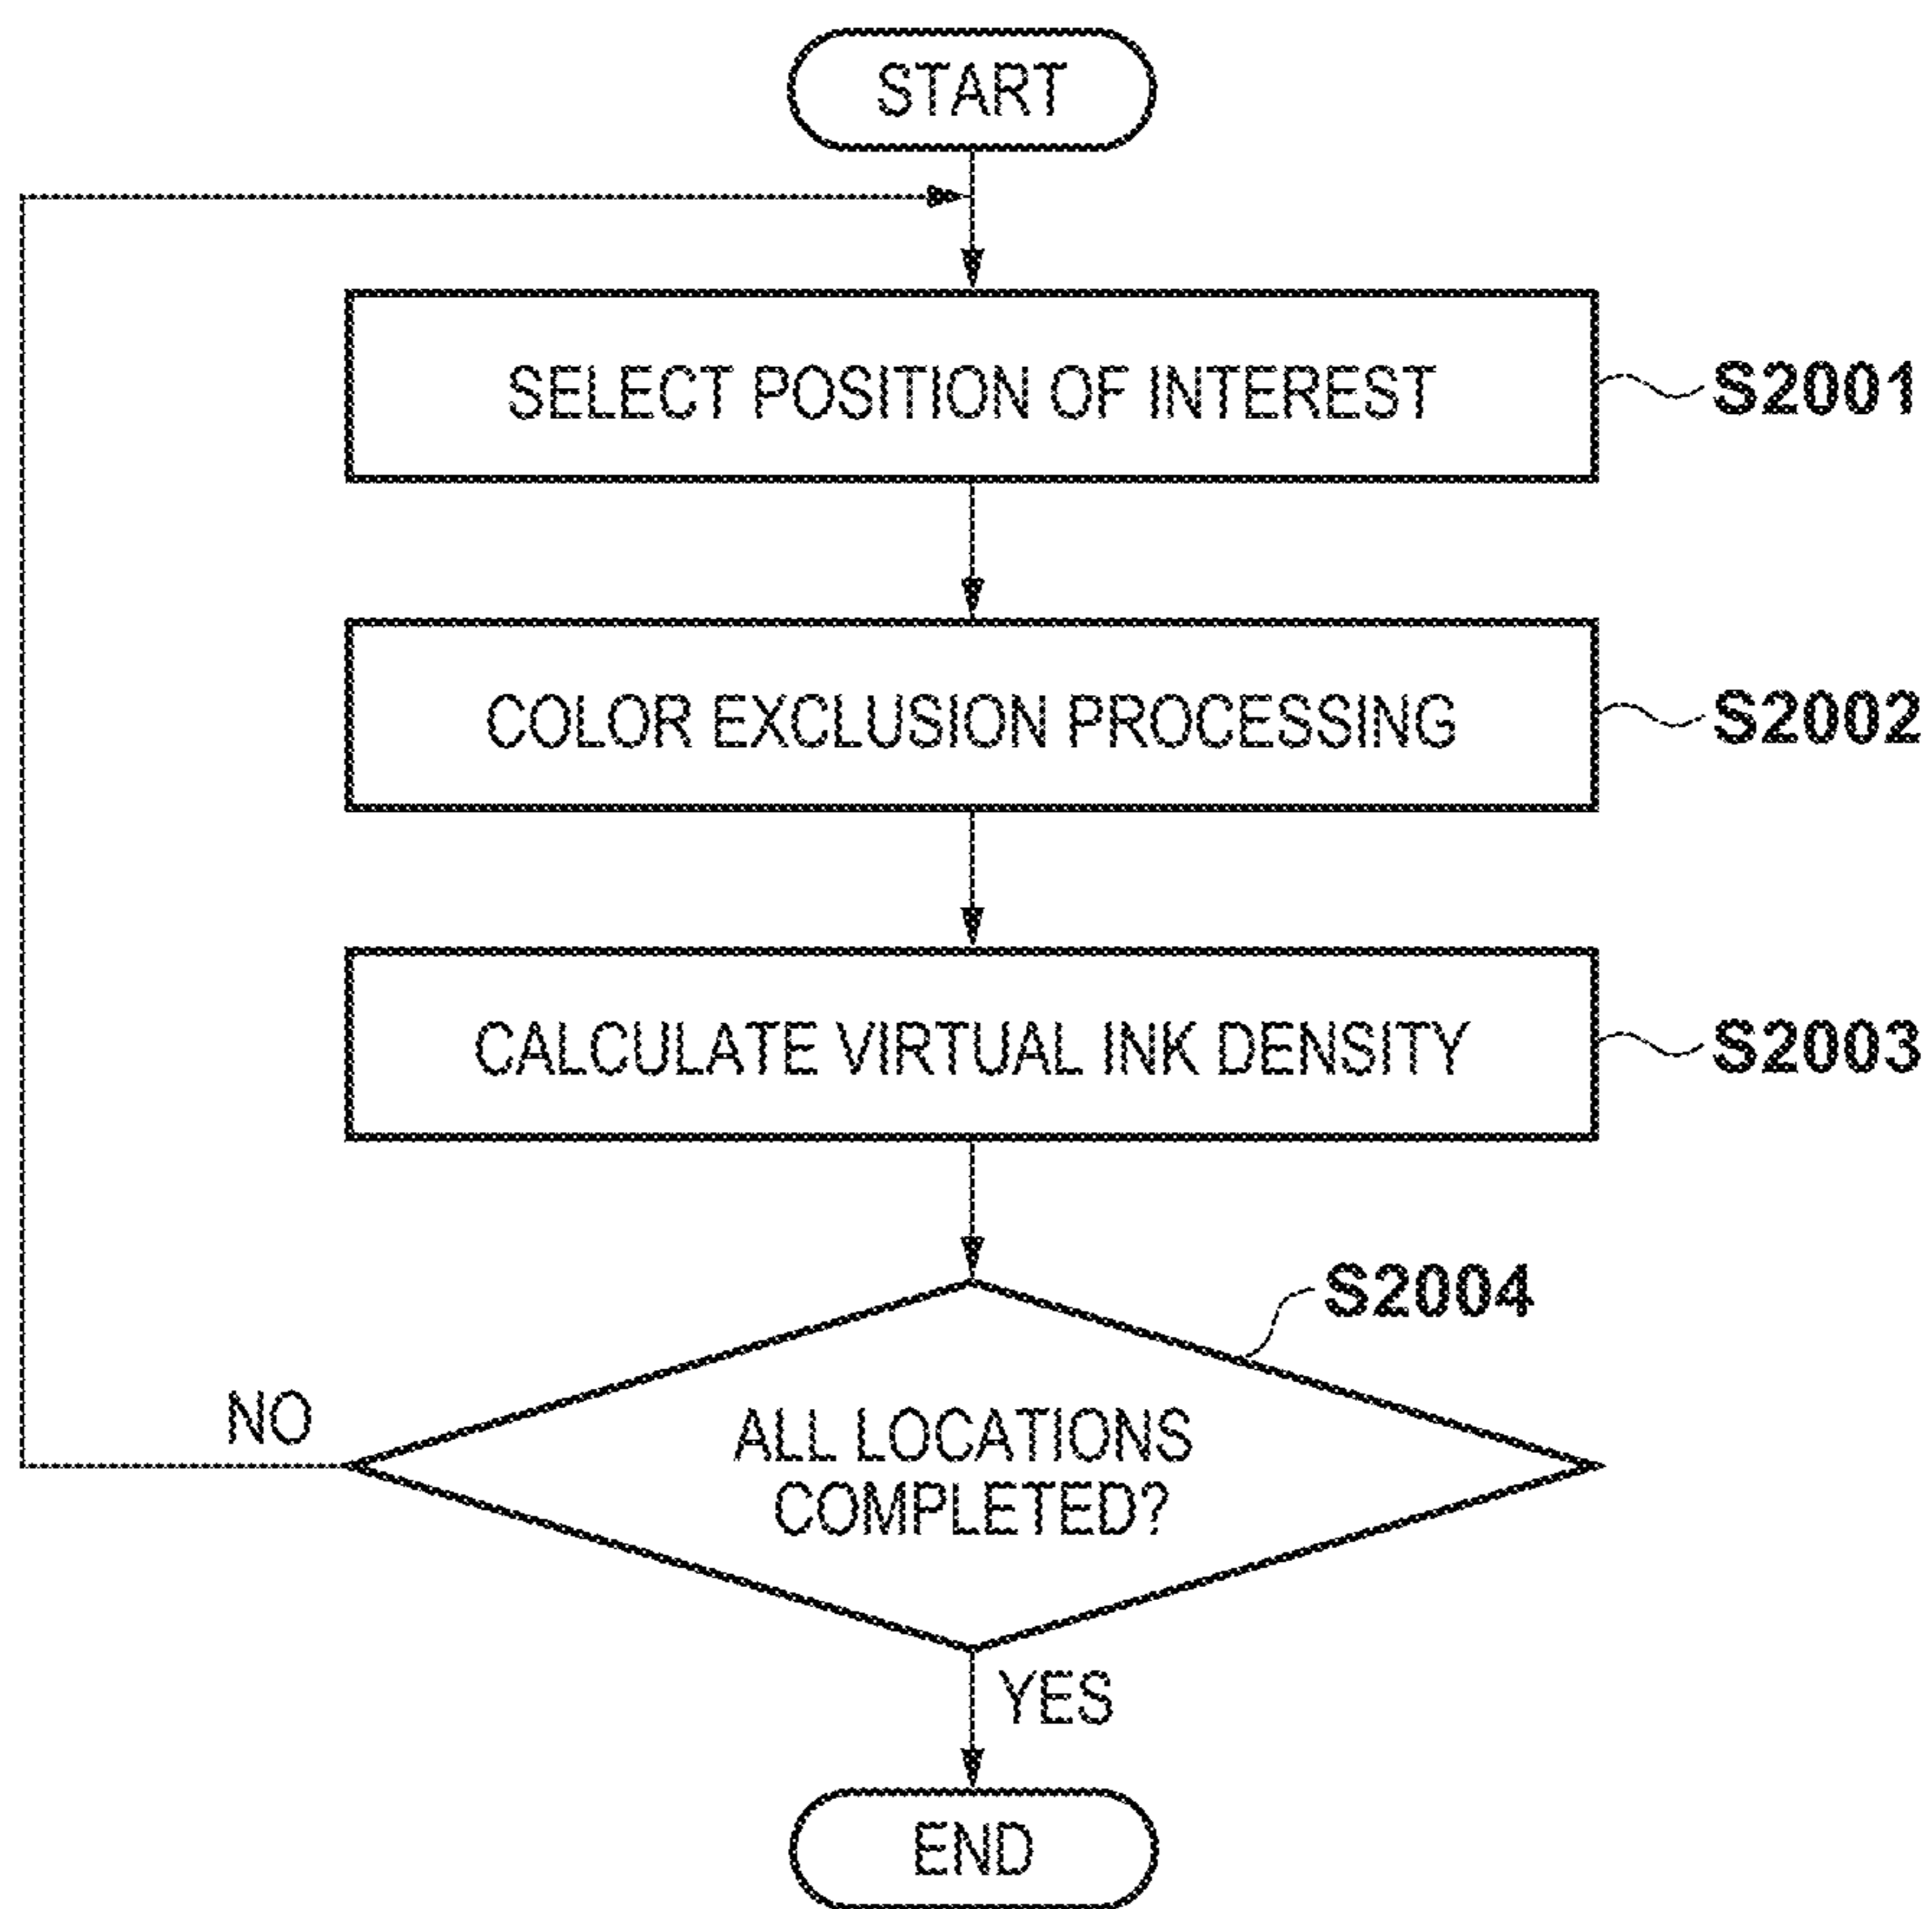 START
SELECT POSITION OF INTEREST
S2001
COLOR EXCLUSION PROCESSING
S2002
CALCULATE VIRTUAL INK DENSITY
S2003
S2004
NO
ALL LOCATIONS
COMPLETED?
YES
END